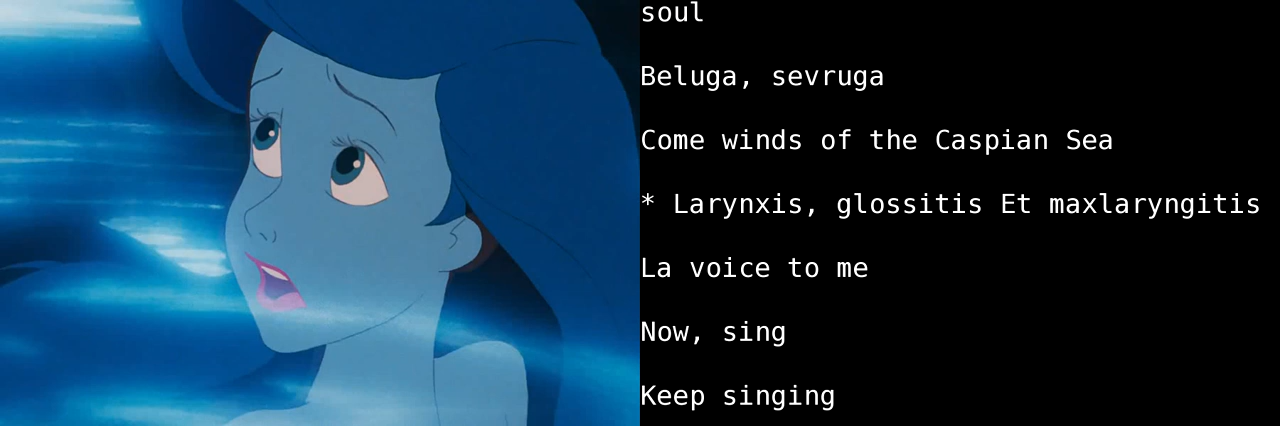 soul
Beluga, sevruga
Come winds of the Caspian Sea
* Larynxis, glossitis Et maxlaryngitis
La voice to me
Now, sing
Keep singing